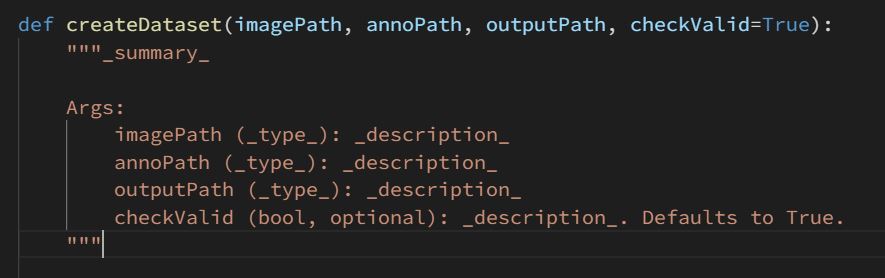 def createDataset(imagePath, annoPath, outputPath, checkValid=True):
"""_summary_
Args:
imagePath (_type_): _description_
annoPath (_type_): _description_
outputPath (_type_): _description_
checkValid (bool, optional): _description_. Defaults to True.
"""